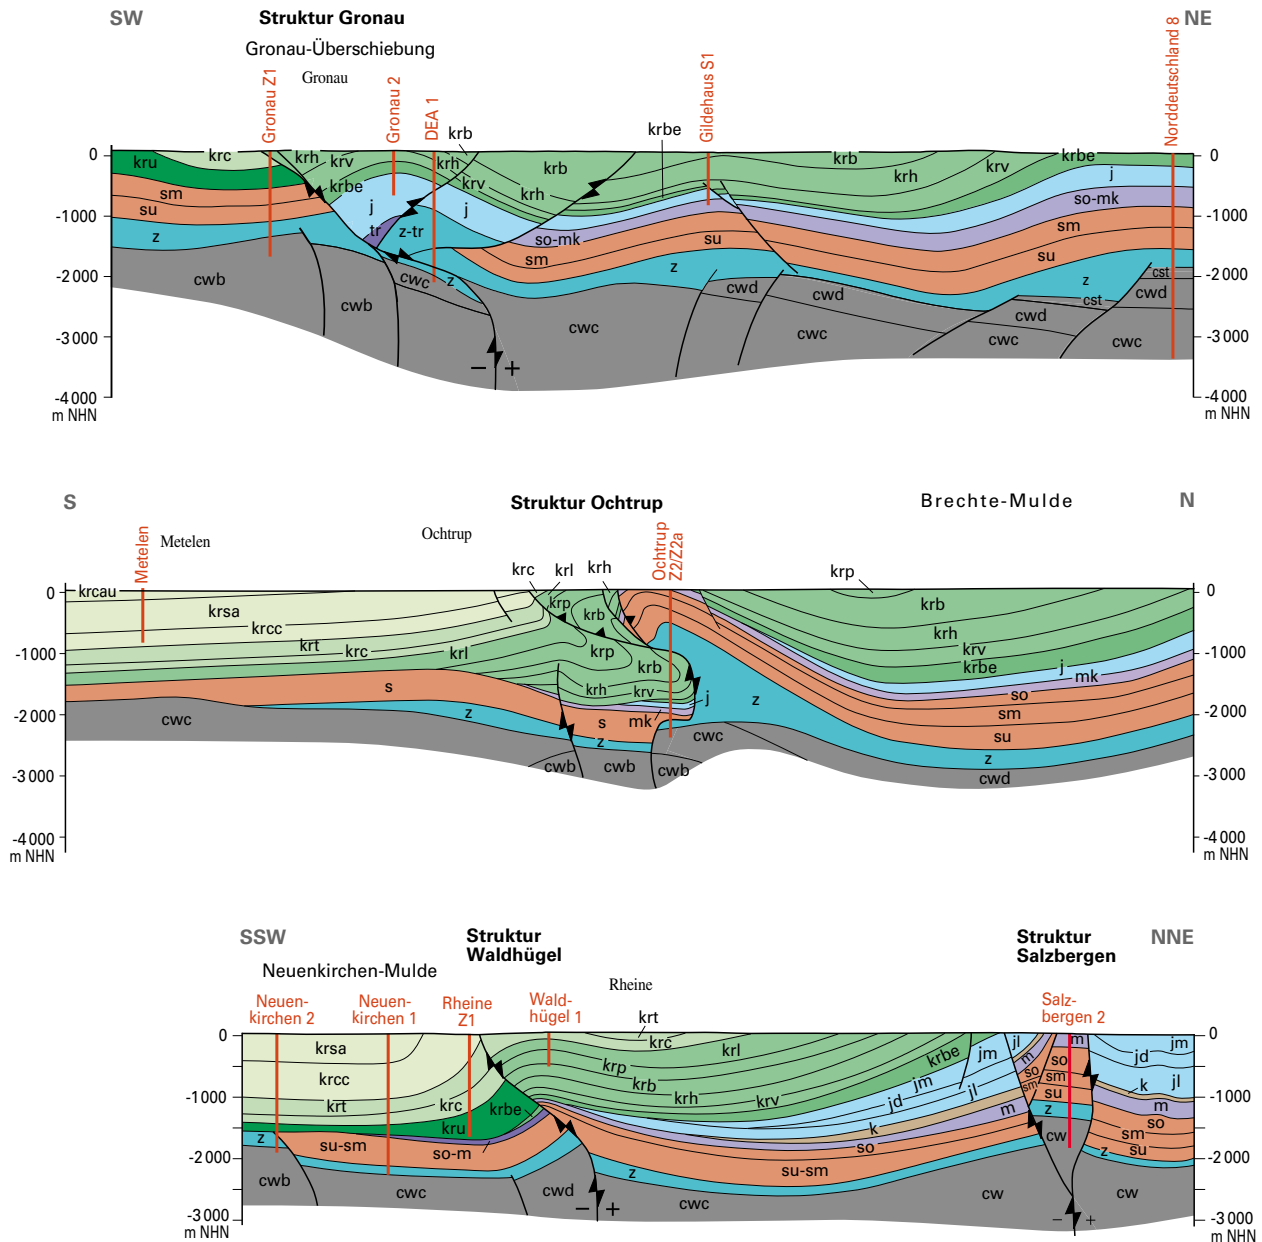 SW
Struktur Gronau
NE
Gronau-Überschiebung
Gronau
Gronau Z1
Gronau 2
DEA 1
Gildehaus S1
Norddeutschland 8
krb
krbe
0
kru
krc
krh
krv
krh
krb
krb
krv
krbe
0
sm
krbe
krv
krh
krh
j
su
j
j
so-mk
-1000
-1000
z
tr
z-tr
so-mk
su
sm
sm
z
su
-2000
cwb
cwc
z
cwd
cwd
z
cst
cst
cwd
-2000
cwb
cwc
cwc
cwd
cwc
cwc
-3000
-3000
− +
-4000
-4000
m NHN
m NHN
S
Struktur Ochtrup
Brechte-Mulde
N
Metelen
Metelen
Ochtrup
Ochtrup
Z2/Z2a
krc
krl
krh
krp
0
krcau
krsa
krp
krb
krb
0
krcc
krh
krt
krc
krl
krp
krb
krv
krbe
-1000
j
mk
-1000
s
krh
krv
j
z
so
-2000
cwc
z
s
mk
sm
-2000
z
cwc
su
cwb
cwb
cwb
z
cwd
-3000
-3000
-4000
-4000
m NHN
m NHN
SSW
Struktur
Waldhügel
Struktur
Salzbergen
NNE
Neuenkirchen-Mulde
Rheine
Neuen-
kirchen 2
Neuen-
kirchen 1
Rheine
Z1
Wald-
hügel 1
Salz-
bergen 2
krt
0
krsa
krc
krl
krbe
jm
jl
m
jm
0
krcc
krp
krb
jm
m
so
so
jd
krt
krc
krbe
krh
krv
jd
jl
sm
sm
su
k
jl
-1000
-1000
kru
k
m
z
m
z
su-sm
so-m
so
cw
so
sm
su
z
-2000
cwb
cwc
cwd
z
su-sm
cwc
cw
cw
-2000
− +
− +
-3000
-3000
m NHN
m NHN